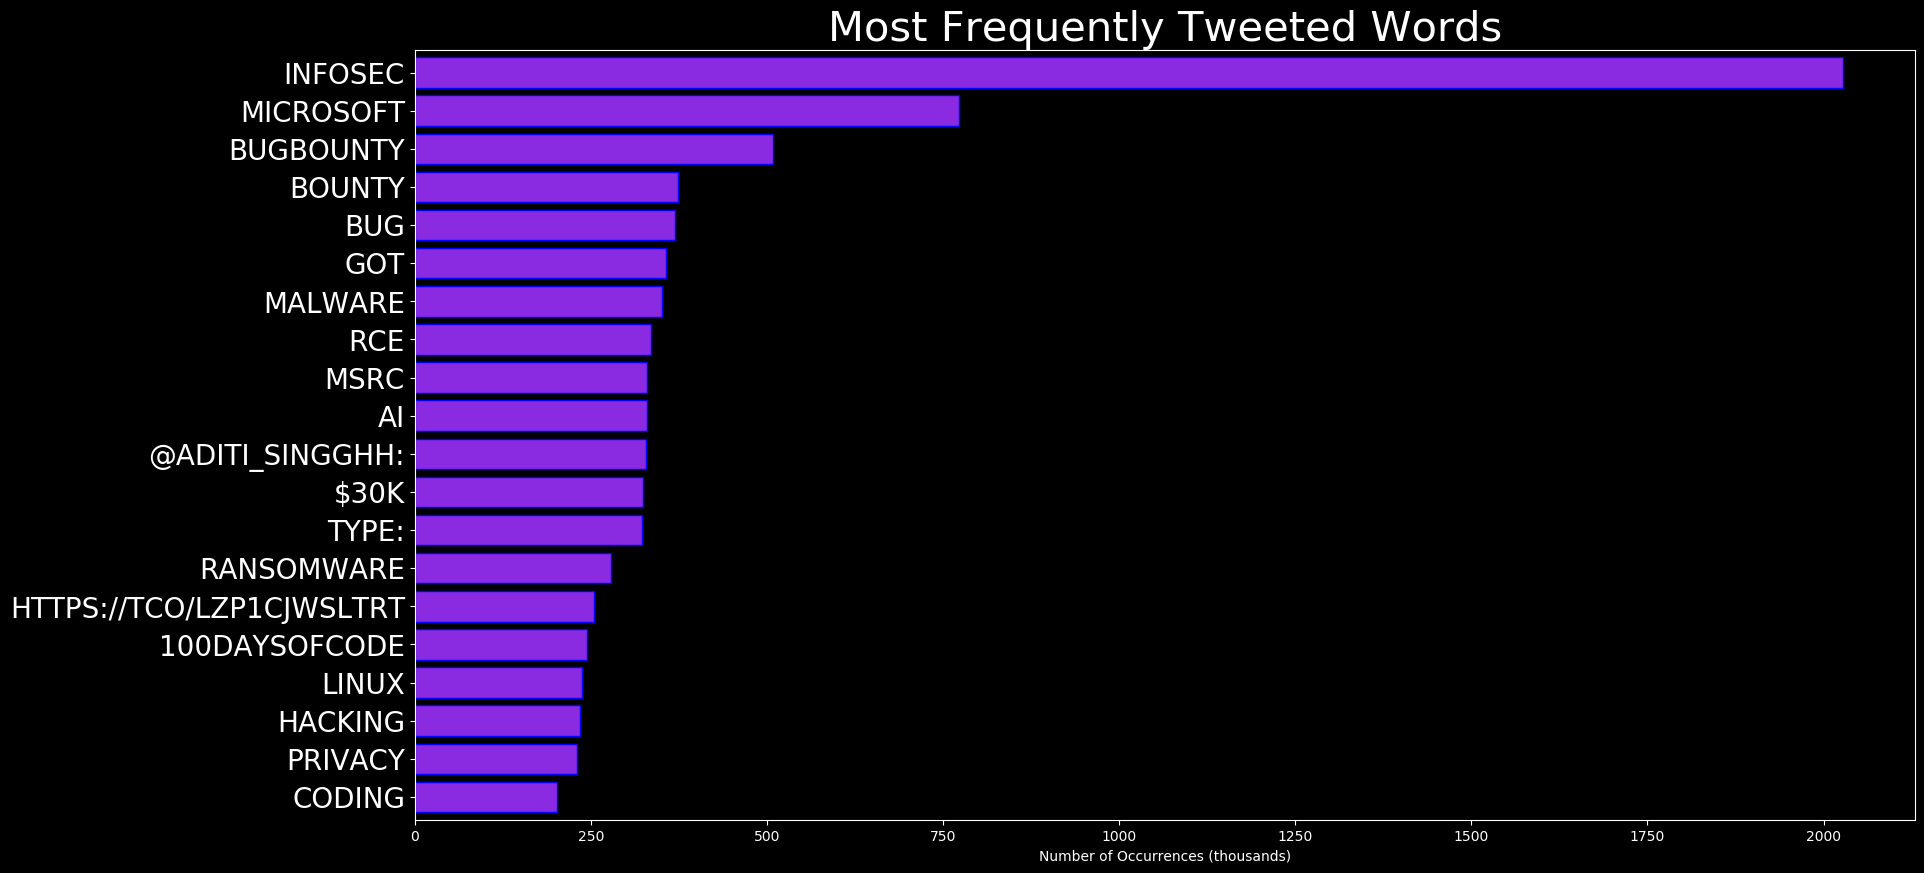 Most Frequently Tweeted Words
INFOSEC
MICROSOFT
BUGBOUNTY
BOUNTY
BUG
GOT
MALWARE
RCE
MSRC
AI
@ADITI_SINGGHH:
$30K
TYPE:
RANSOMWARE
HTTPS://TCO/LZP1CJWSLTRT
100DAYSOFCODE
LINUX
HACKING
PRIVACY
CODING
0 250 500 750 1000 1250 1500 1750 2000
Number of Occurrences (thousands)